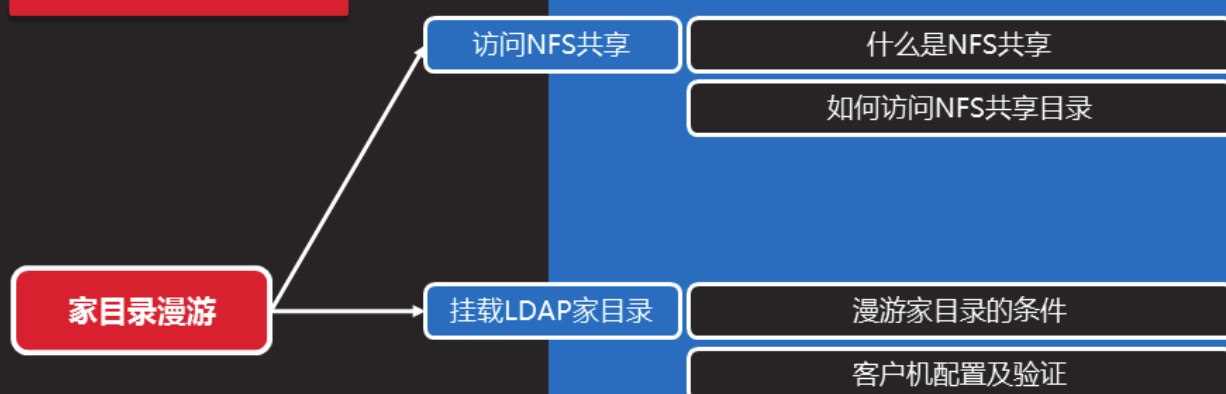 访问NFS共享
什么是NFS共享
如何访问NFS共享目录
家目录漫游
挂载LDAP家目录
漫游家目录的条件
客户机配置及验证